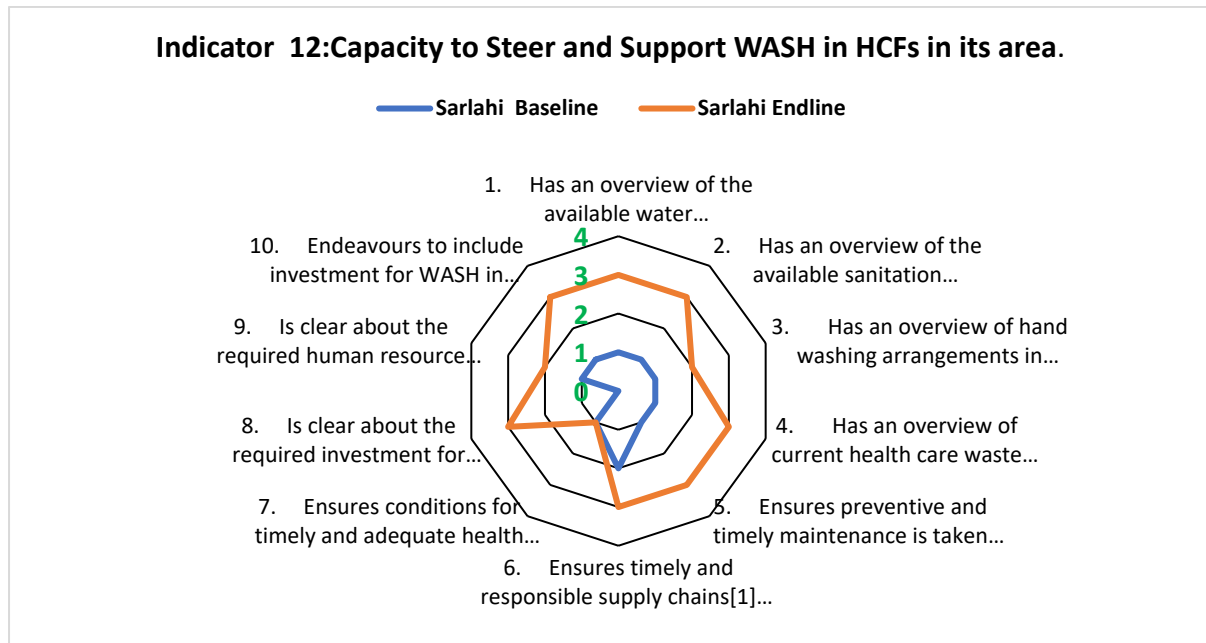 Indicator 12:Capacity to Steer and Support WASH in HCFs in its area.
Sarlahi Baseline
Sarlahi Endline
1. Has an overview of the
available water...
2. Has an overview of the
available sanitation...
3. Has an overview of hand
washing arrangements in...
4. Has an overview of
current health care waste...
5. Ensures preventive and
timely maintenance is taken...
6. Ensures timely and
responsible supply chains[1]...
7. Ensures conditions for
timely and adequate health...
8. Is clear about the
required investment for...
9. Is clear about the
required human resource...
10. Endeavours to include
investment for WASH in...
4
3
2
1
0